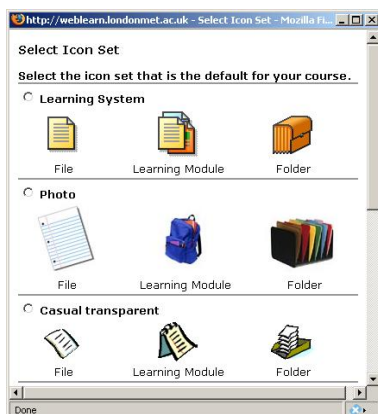 http://weblearn.londonmet.ac.uk - Select Icon Set - Mozilla Fi...
Select Icon Set
Select the icon set that is the default for your course.
Learning System
File Learning Module Folder
Photo
File Learning Module Folder
Casual transparent
File Learning Module Folder
Done